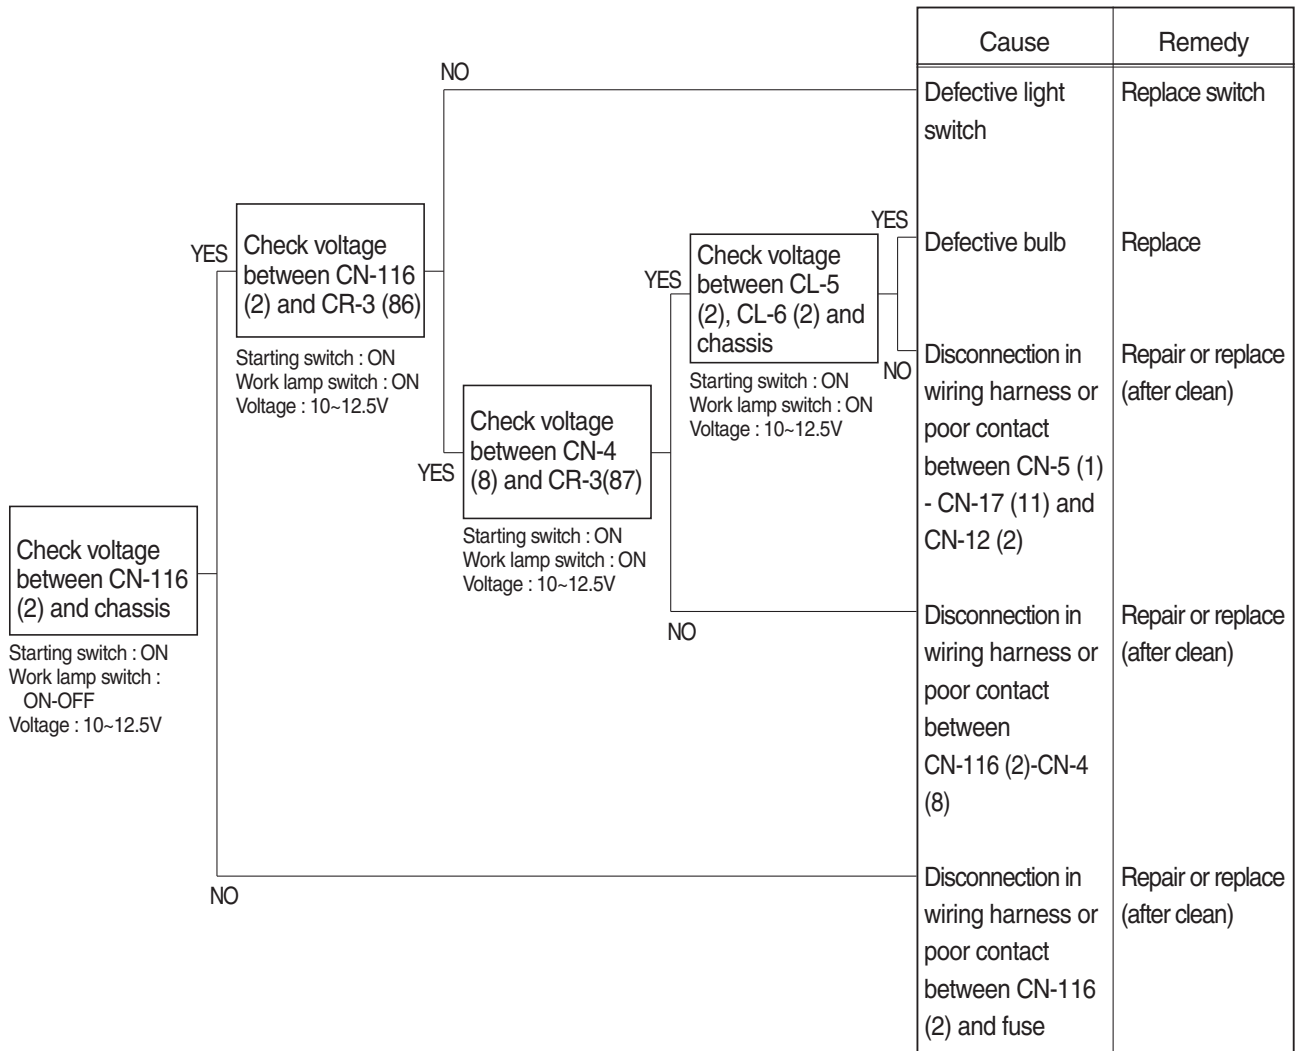 Cause
Remedy
NO
Defective light
switch
Replace switch
YES
Check voltage
between CN-116
(2) and CR-3 (86)
Starting switch : ON
Work lamp switch : ON
Voltage : 10~12.5V
YES
Defective bulb
Replace
YES
Check voltage
between CL-5
(2), CL-6 (2) and
chassis
Starting switch : ON
Work lamp switch : ON
Voltage : 10~12.5V
NO
Disconnection in
wiring harness or
poor contact
between CN-5 (1)
- CN-17 (11) and
CN-12 (2)
Repair or replace
(after clean)
YES
Check voltage
between CN-4
(8) and CR-3(87)
Starting switch : ON
Work lamp switch : ON
Voltage : 10~12.5V
NO
Disconnection in
wiring harness or
poor contact
between
CN-116 (2)-CN-4
(8)
Repair or replace
(after clean)
Check voltage
between CN-116
(2) and chassis
Starting switch : ON
Work lamp switch :
ON-OFF
Voltage : 10~12.5V
NO
Disconnection in
wiring harness or
poor contact
between CN-116
(2) and fuse
Repair or replace
(after clean)